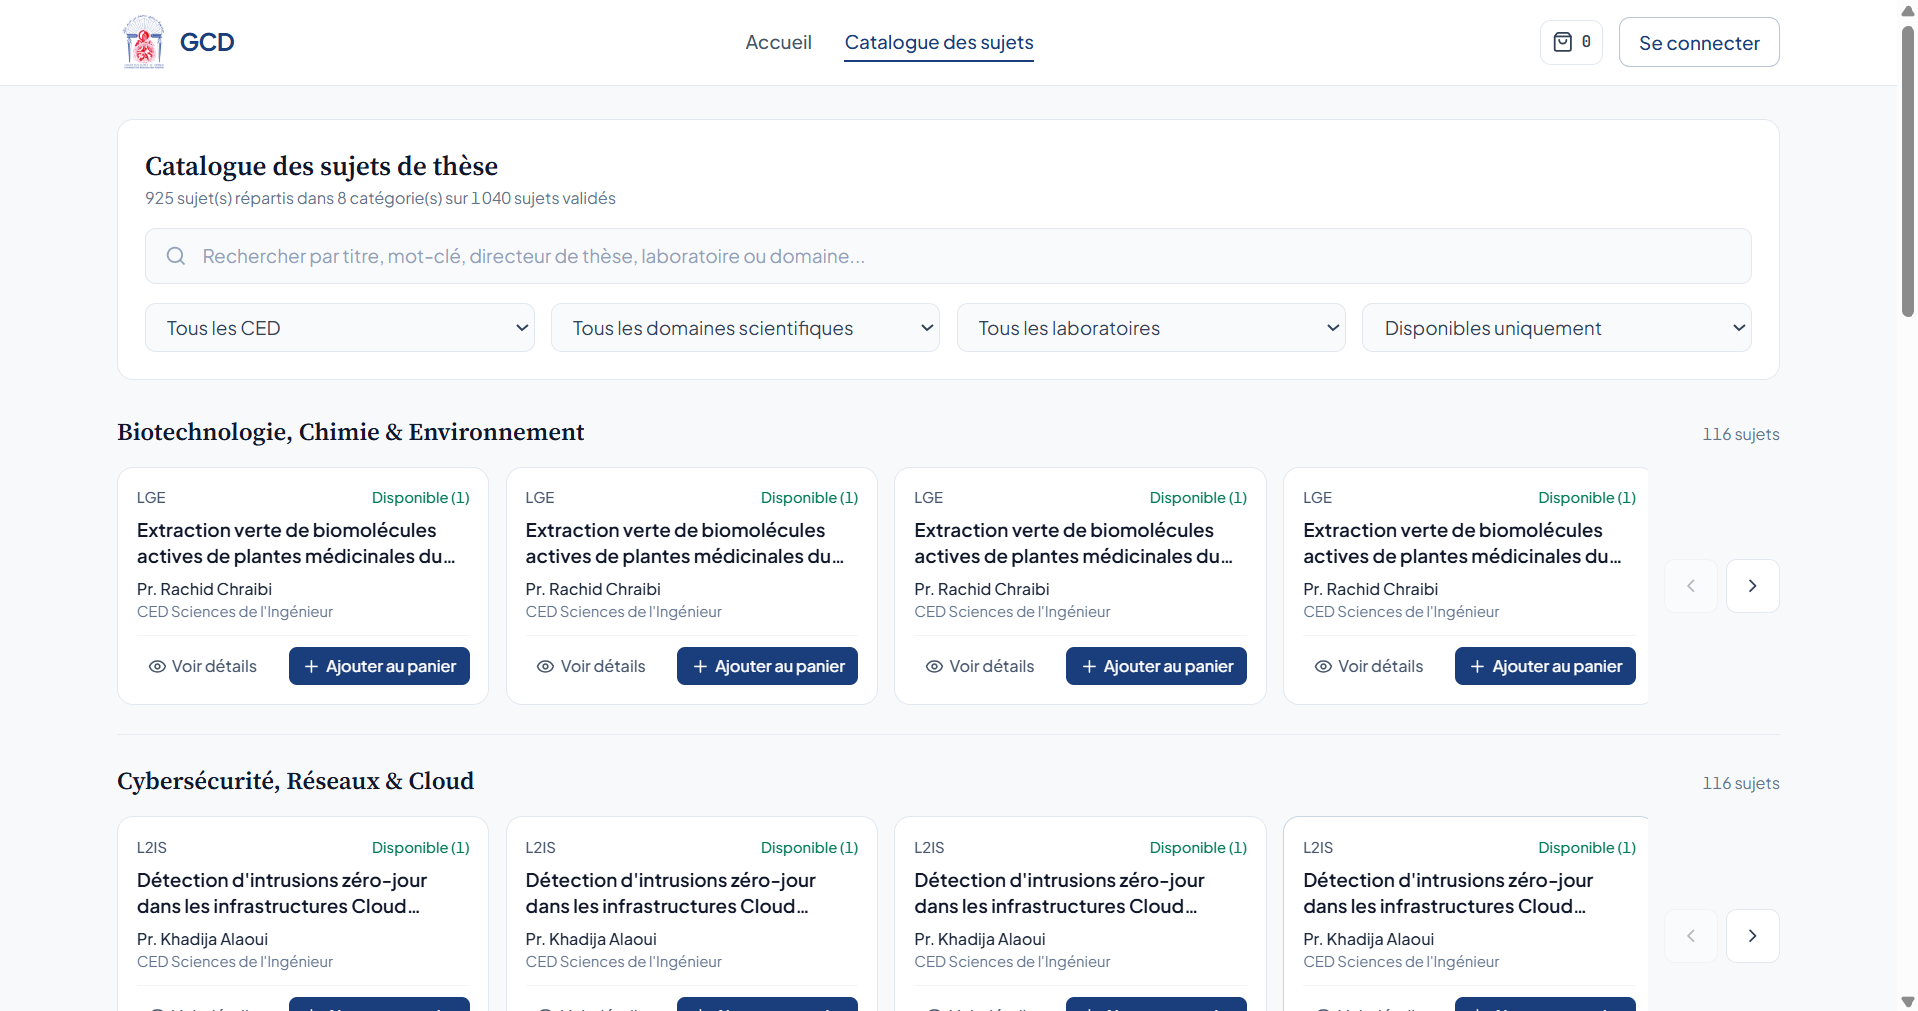 GCD
Accueil
Catalogue des sujets
0
Se connecter
Catalogue des sujets de thèse
925 sujet(s) répartis dans 8 catégorie(s) sur 1 040 sujets validés
Rechercher par titre, mot-clé, directeur de thèse, laboratoire ou domaine...
Tous les CED
Tous les domaines scientifiques
Tous les laboratoires
Disponibles uniquement
Biotechnologie, Chimie & Environnement
116 sujets
LGE
Disponible (1)
Extraction verte de biomolécules
actives de plantes médicinales du…
Pr. Rachid Chraibi
CED Sciences de l'Ingénieur
Voir détails
+ Ajouter au panier
LGE
Disponible (1)
Extraction verte de biomolécules
actives de plantes médicinales du…
Pr. Rachid Chraibi
CED Sciences de l'Ingénieur
Voir détails
+ Ajouter au panier
LGE
Disponible (1)
Extraction verte de biomolécules
actives de plantes médicinales du…
Pr. Rachid Chraibi
CED Sciences de l'Ingénieur
Voir détails
+ Ajouter au panier
LGE
Disponible (1)
Extraction verte de biomolécules
actives de plantes médicinales du…
Pr. Rachid Chraibi
CED Sciences de l'Ingénieur
Voir détails
+ Ajouter au panier
Cybersécurité, Réseaux & Cloud
116 sujets
L2IS
Disponible (1)
Détection d'intrusions zéro-jour
dans les infrastructures Cloud…
Pr. Khadija Alaoui
CED Sciences de l'Ingénieur
L2IS
Disponible (1)
Détection d'intrusions zéro-jour
dans les infrastructures Cloud…
Pr. Khadija Alaoui
CED Sciences de l'Ingénieur
L2IS
Disponible (1)
Détection d'intrusions zéro-jour
dans les infrastructures Cloud…
Pr. Khadija Alaoui
CED Sciences de l'Ingénieur
L2IS
Disponible (1)
Détection d'intrusions zéro-jour
dans les infrastructures Cloud…
Pr. Khadija Alaoui
CED Sciences de l'Ingénieur